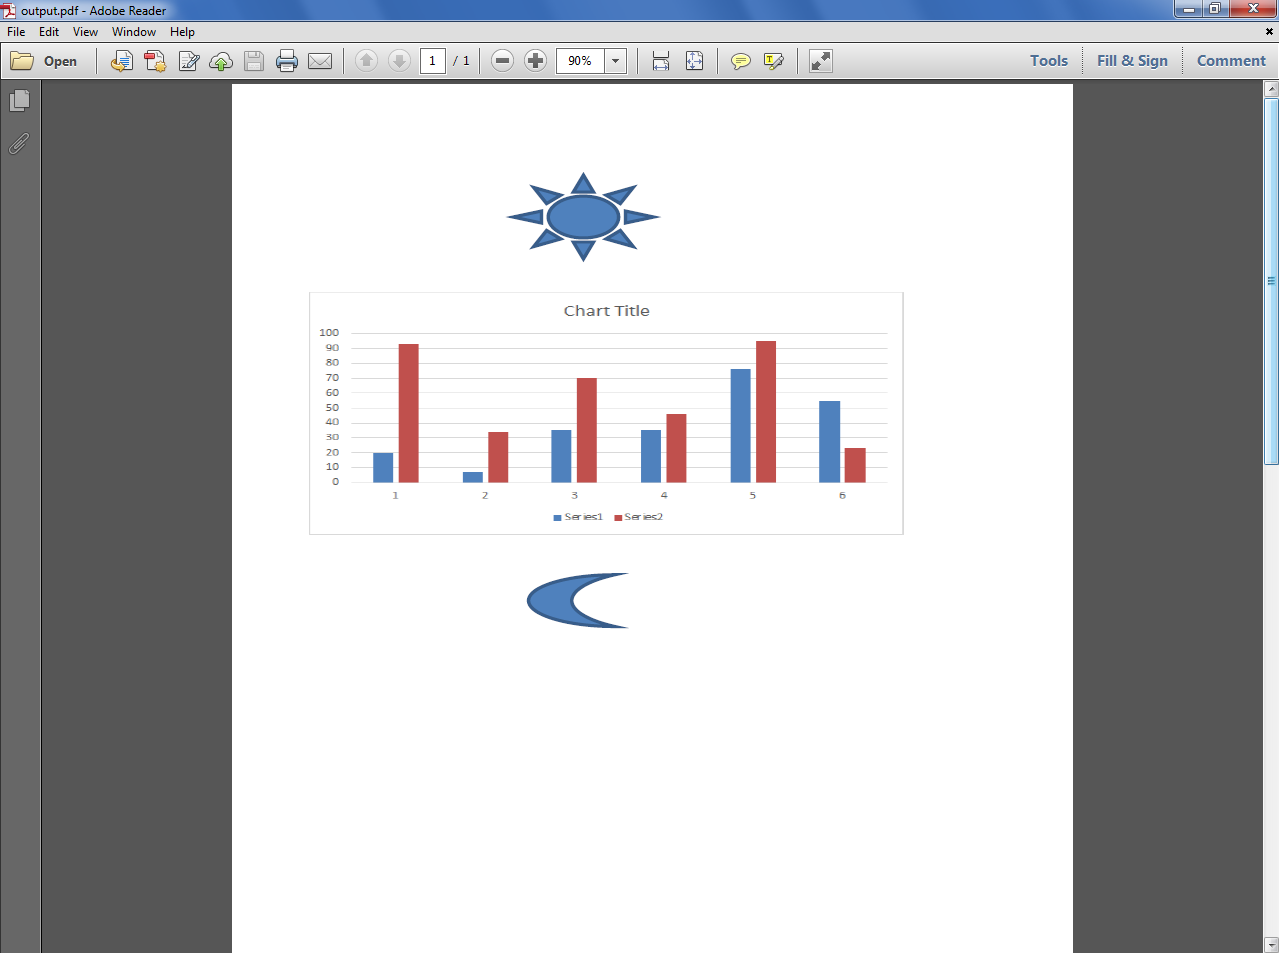 output.pdf - Adobe Reader
File Edit View Window Help
Open 1 / 1 90% Tools Fill & Sign Comment
Chart Title
100
90
80
70
60
50
40
30
20
10
0
1 2 3 4 5 6
Series1 Series2